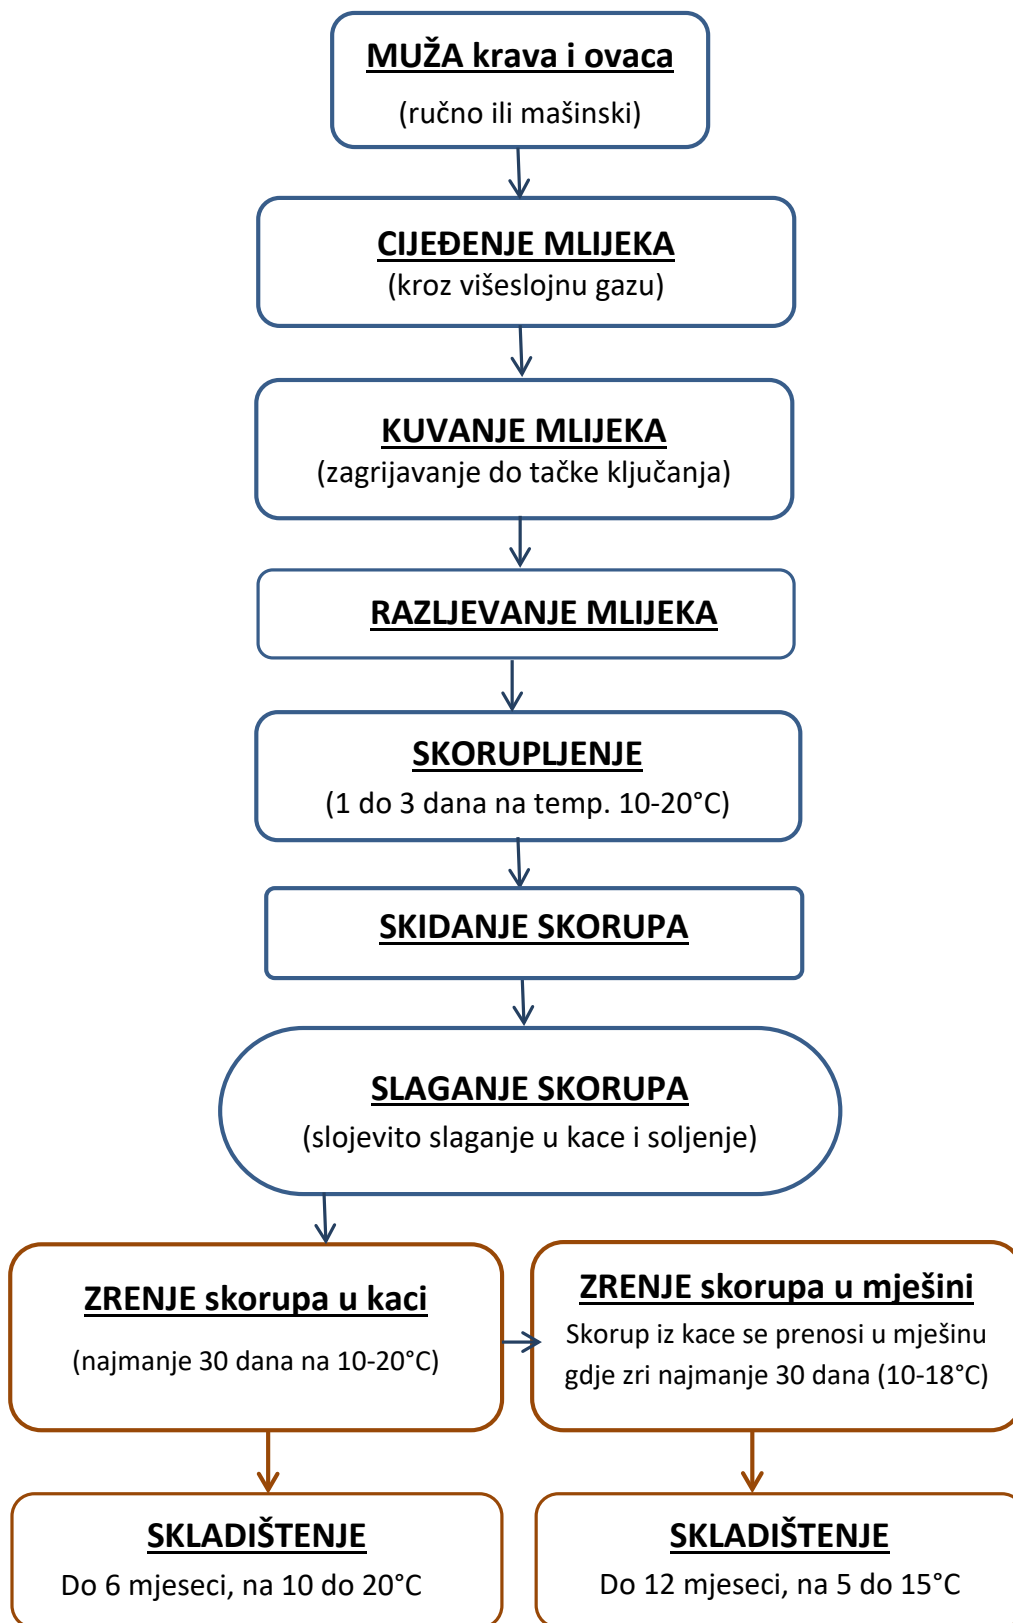 MUŽA krava i ovaca
(ručno ili mašinski)
CIJEĐENJE MLIJEKA
(kroz višeslojnu gazu)
KUVANJE MLIJEKA
(zagrijavanje do tačke ključanja)
RAZLJEVANJE MLIJEKA
SKORUPLJENJE
(1 do 3 dana na temp. 10-20°C)
SKIDANJE SKORUPA
SLAGANJE SKORUPA
(slojevito slaganje u kace i soljenje)
ZRENJE skorupa u kaci
(najmanje 30 dana na 10-20°C)
ZRENJE skorupa u mješini
Skorup iz kace se prenosi u mješinu
gdje zri najmanje 30 dana (10-18°C)
SKLADIŠTENJE
Do 6 mjeseci, na 10 do 20°C
SKLADIŠTENJE
Do 12 mjeseci, na 5 do 15°C